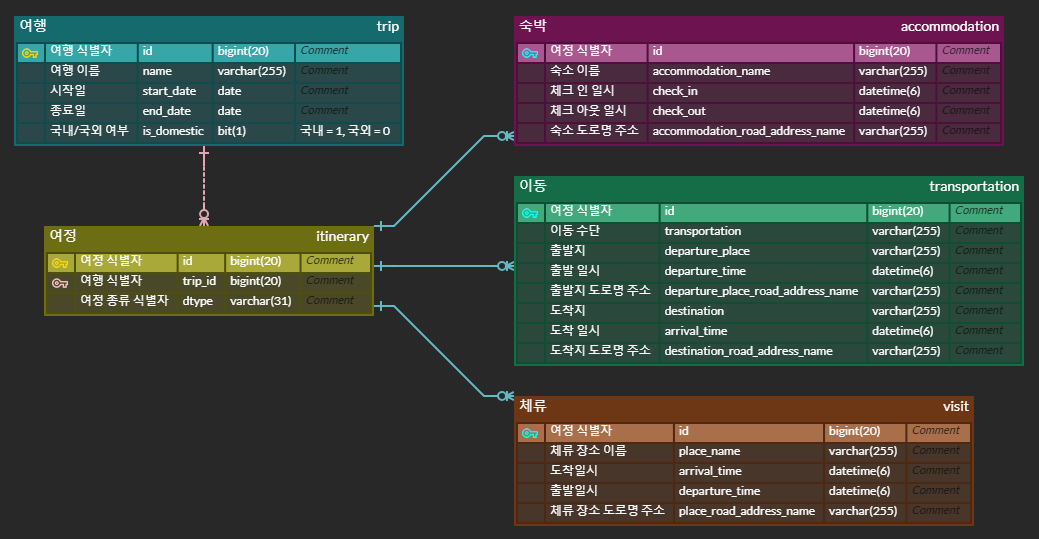 여행 trip
여행 식별자 id bigint(20) Comment
여행 이름 name varchar(255) Comment
시작일 start_date date Comment
종료일 end_date date Comment
국내/국외 여부 is_domestic bit(1) 국내 = 1, 국외 = 0
숙박 accommodation
여정 식별자 id bigint(20) Comment
숙소 이름 accommodation_name varchar(255) Comment
체크 인 일시 check_in datetime(6) Comment
체크 아웃 일시 check_out datetime(6) Comment
숙소 도로명 주소 accommodation_road_address_name varchar(255) Comment
이동 transportation
여정 식별자 id bigint(20) Comment
이동 수단 transportation varchar(255) Comment
출발지 departure_place varchar(255) Comment
출발 일시 departure_time datetime(6) Comment
출발지 도로명 주소 departure_place_road_address_name varchar(255) Comment
도착지 destination varchar(255) Comment
도착 일시 arrival_time datetime(6) Comment
도착지 도로명 주소 destination_road_address_name varchar(255) Comment
여정 itinerary
여정 식별자 id bigint(20) Comment
여행 식별자 trip_id bigint(20) Comment
여정 종류 식별자 dtype varchar(31) Comment
체류 visit
여정 식별자 id bigint(20) Comment
체류 장소 이름 place_name varchar(255) Comment
도착일시 arrival_time datetime(6) Comment
출발일시 departure_time datetime(6) Comment
체류 장소 도로명 주소 place_road_address_name varchar(255) Comment